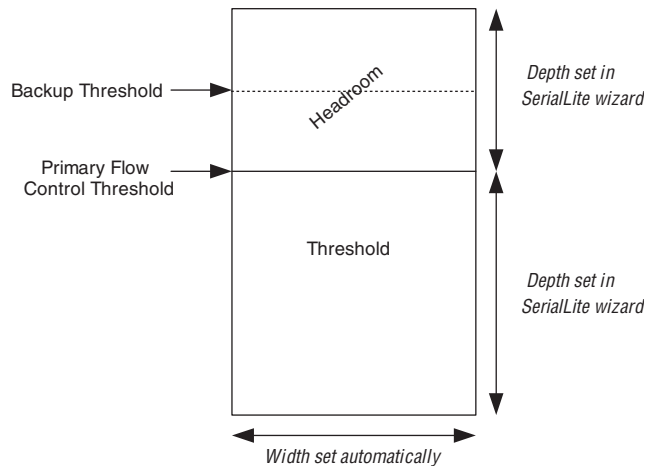 Depth set in
SerialLite wizard
Backup Threshold
Headroom
Primary Flow
Control Threshold
Threshold
Depth set in
SerialLite wizard
Width set automatically